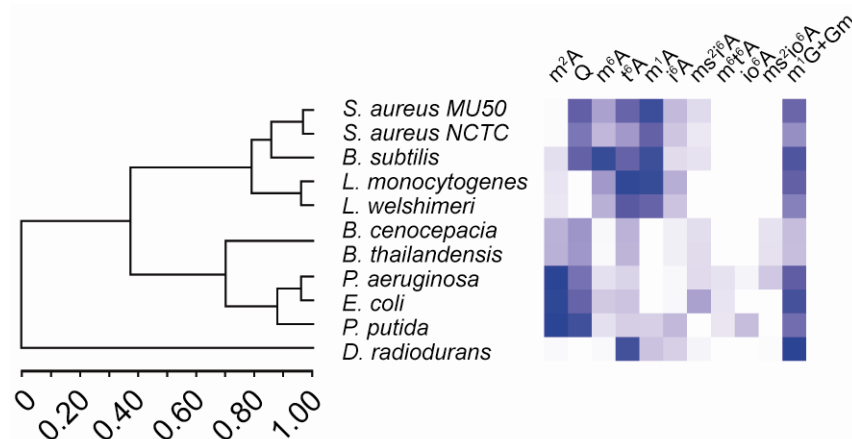 m²A Q m⁶A t⁶A m¹A i⁶A ms²i⁶A m⁶t⁶A io⁶A ms²io⁶A m¹G+Gm
S. aureus MU50
S. aureus NCTC
B. subtilis
L. monocytogenes
L. welshimeri
B. cenocepacia
B. thailandensis
P. aeruginosa
E. coli
P. putida
D. radiodurans
0 0.20 0.40 0.60 0.80 1.00